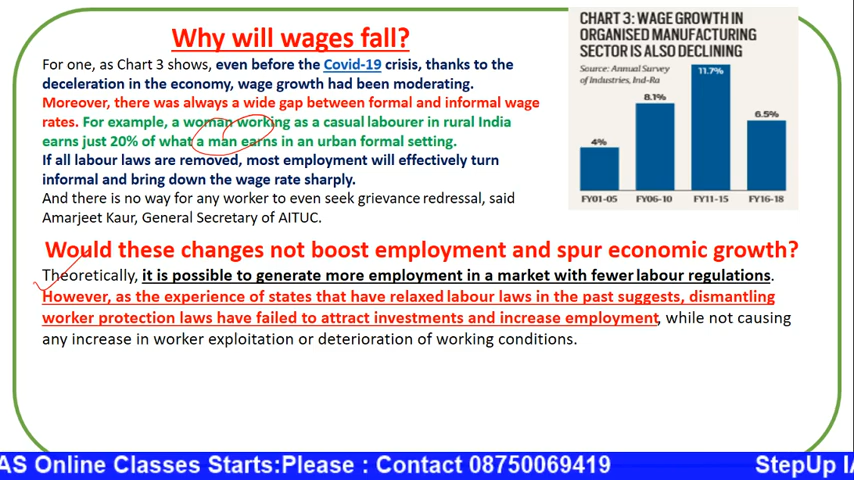 Why will wages fall?
For one, as Chart 3 shows, even before the Covid-19 crisis, thanks to the
deceleration in the economy, wage growth had been moderating.
Moreover, there was always a wide gap between formal and informal wage
rates. For example, a woman working as a casual labourer in rural India
earns just 20% of what a man earns in an urban formal setting.
If all labour laws are removed, most employment will effectively turn
informal and bring down the wage rate sharply.
And there is no way for any worker to even seek grievance redressal, said
Amarjeet Kaur, General Secretary of AITUC.
CHART 3: WAGE GROWTH IN
ORGANISED MANUFACTURING
SECTOR IS ALSO DECLINING
Source: Annual Survey
of Industries, Ind-Ra
4%
8.1%
11.7%
6.5%
FY01-05 FY06-10 FY11-15 FY16-18
Would these changes not boost employment and spur economic growth?
Theoretically, it is possible to generate more employment in a market with fewer labour regulations.
However, as the experience of states that have relaxed labour laws in the past suggests, dismantling
worker protection laws have failed to attract investments and increase employment, while not causing
any increase in worker exploitation or deterioration of working conditions.
AS Online Classes Starts:Please : Contact 08750069419 StepUp IA